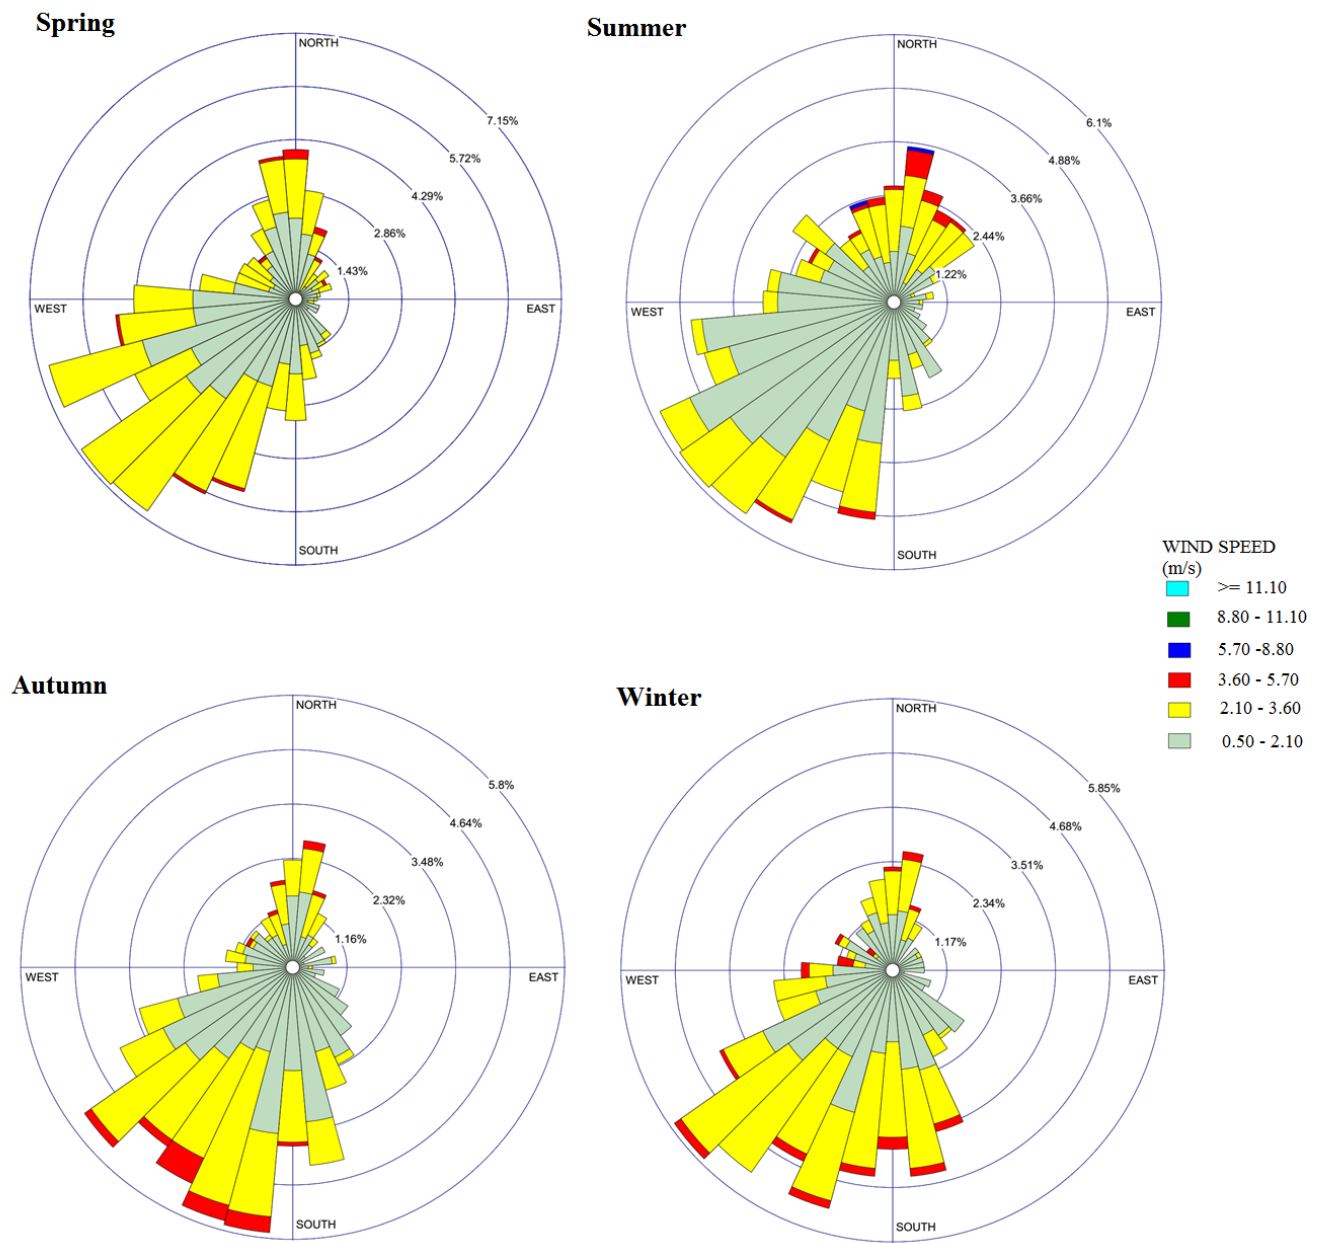 Spring
NORTH
7.15%
5.72%
4.29%
2.86%
1.43%
WEST
EAST
SOUTH
Summer
NORTH
6.1%
4.88%
3.66%
2.44%
1.22%
WEST
EAST
SOUTH
WIND SPEED
(m/s)
>= 11.10
8.80 - 11.10
5.70 -8.80
3.60 - 5.70
2.10 - 3.60
0.50 - 2.10
Autumn
NORTH
5.8%
4.64%
3.48%
2.32%
1.16%
WEST
EAST
SOUTH
Winter
NORTH
5.85%
4.68%
3.51%
2.34%
1.17%
WEST
EAST
SOUTH